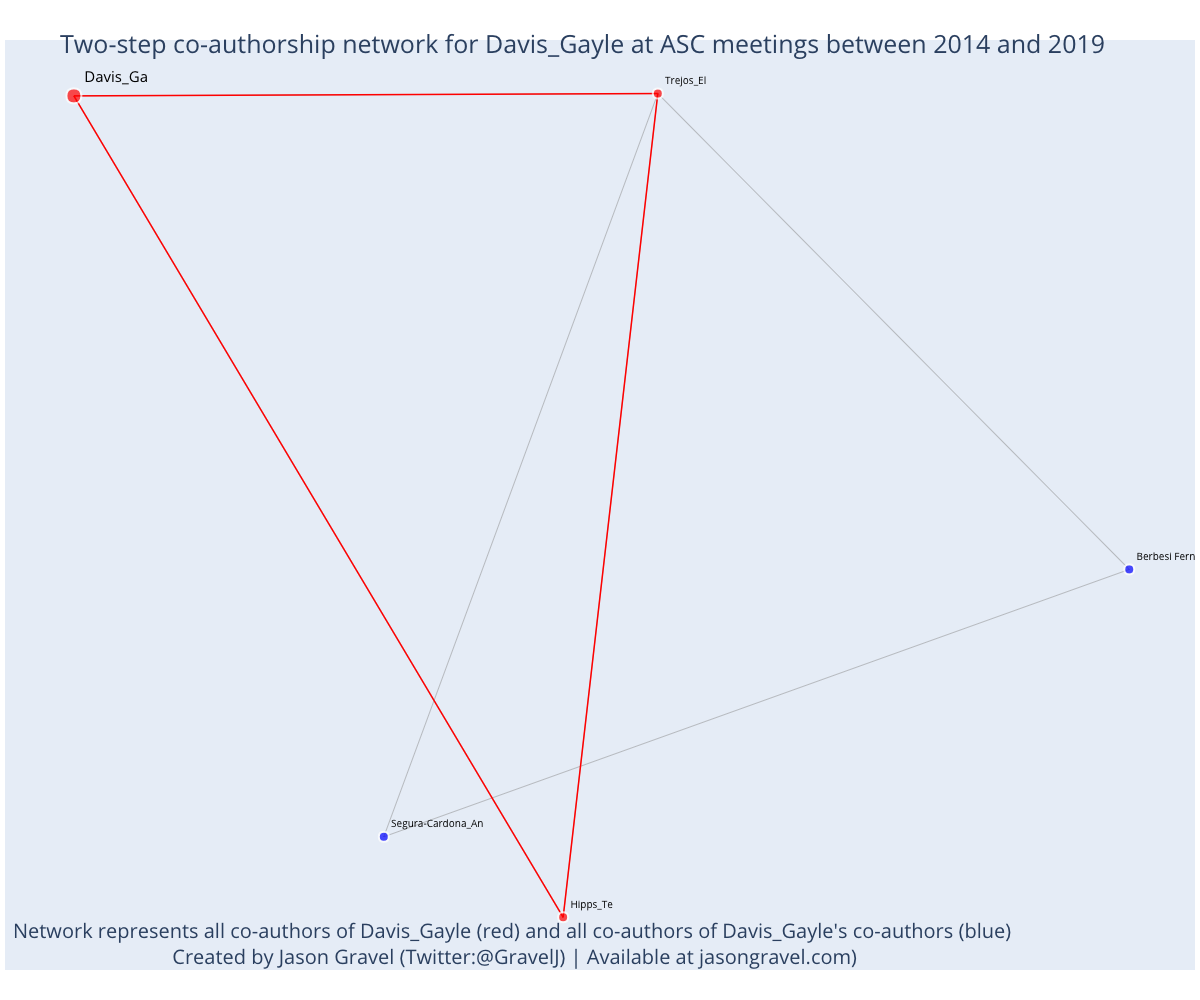 Two-step co-authorship network for Davis_Gayle at ASC meetings between 2014 and 2019
Davis_Ga
Trejos_El
Berbesi Fern
Segura-Cardona_An
Hipps_Te
Network represents all co-authors of Davis_Gayle (red) and all co-authors of Davis_Gayle's co-authors (blue)
Created by Jason Gravel (Twitter:@GravelJ) | Available at jasongravel.com)